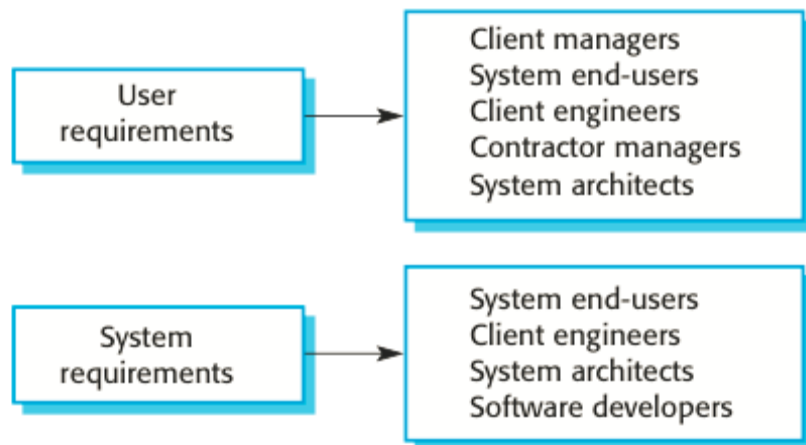 User
requirements
Client managers
System end-users
Client engineers
Contractor managers
System architects
System
requirements
System end-users
Client engineers
System architects
Software developers